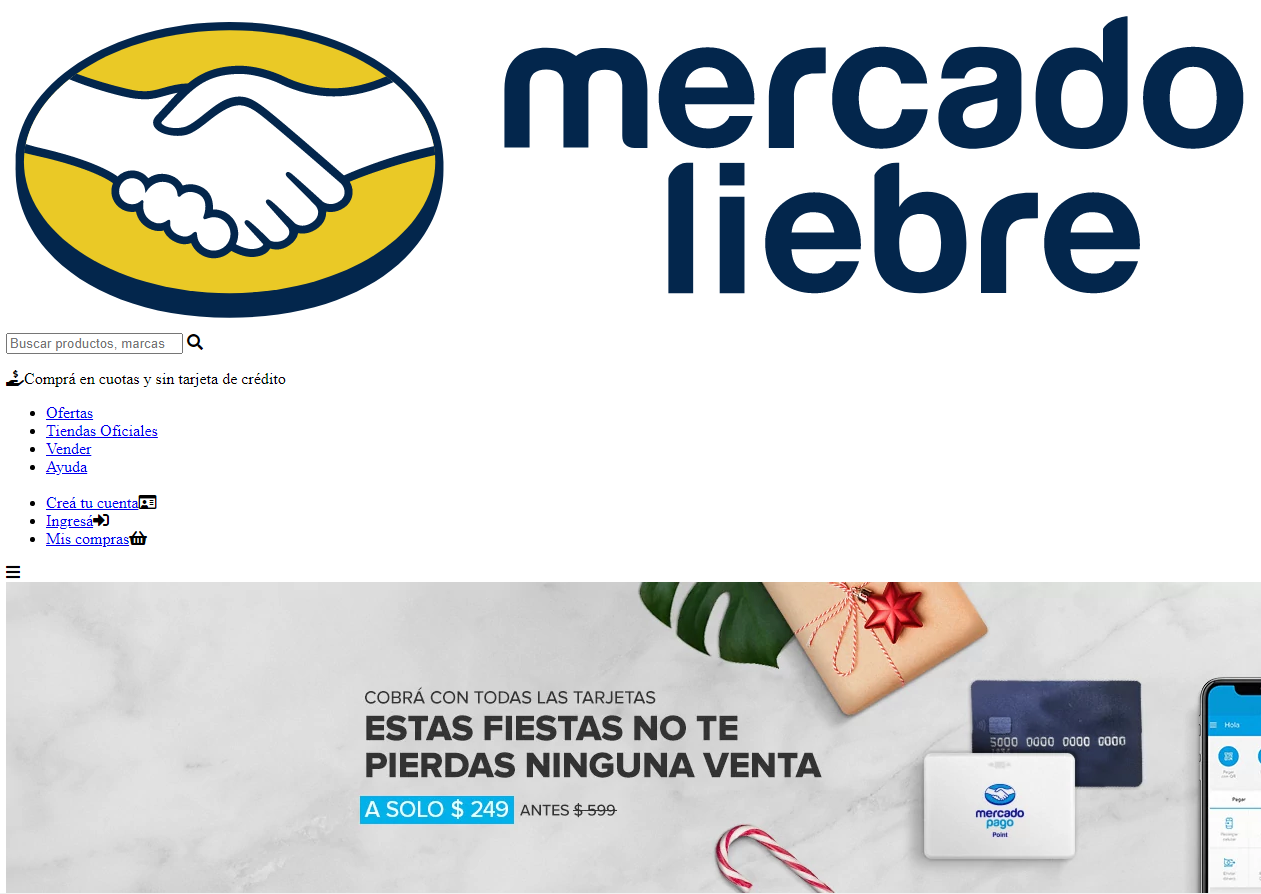 mercado
liebre
Buscar productos, marcas
Comprá en cuotas y sin tarjeta de crédito
Ofertas
Tiendas Oficiales
Vender
Ayuda
Creá tu cuenta
Ingresá
Mis compras
COBRÁ CON TODAS LAS TARJETAS
ESTAS FIESTAS NO TE
PIERDAS NINGUNA VENTA
A SOLO $ 249 ANTES $ 599
5000 0000 0000 0000
mercado
pago
Point
Hola
Pagar